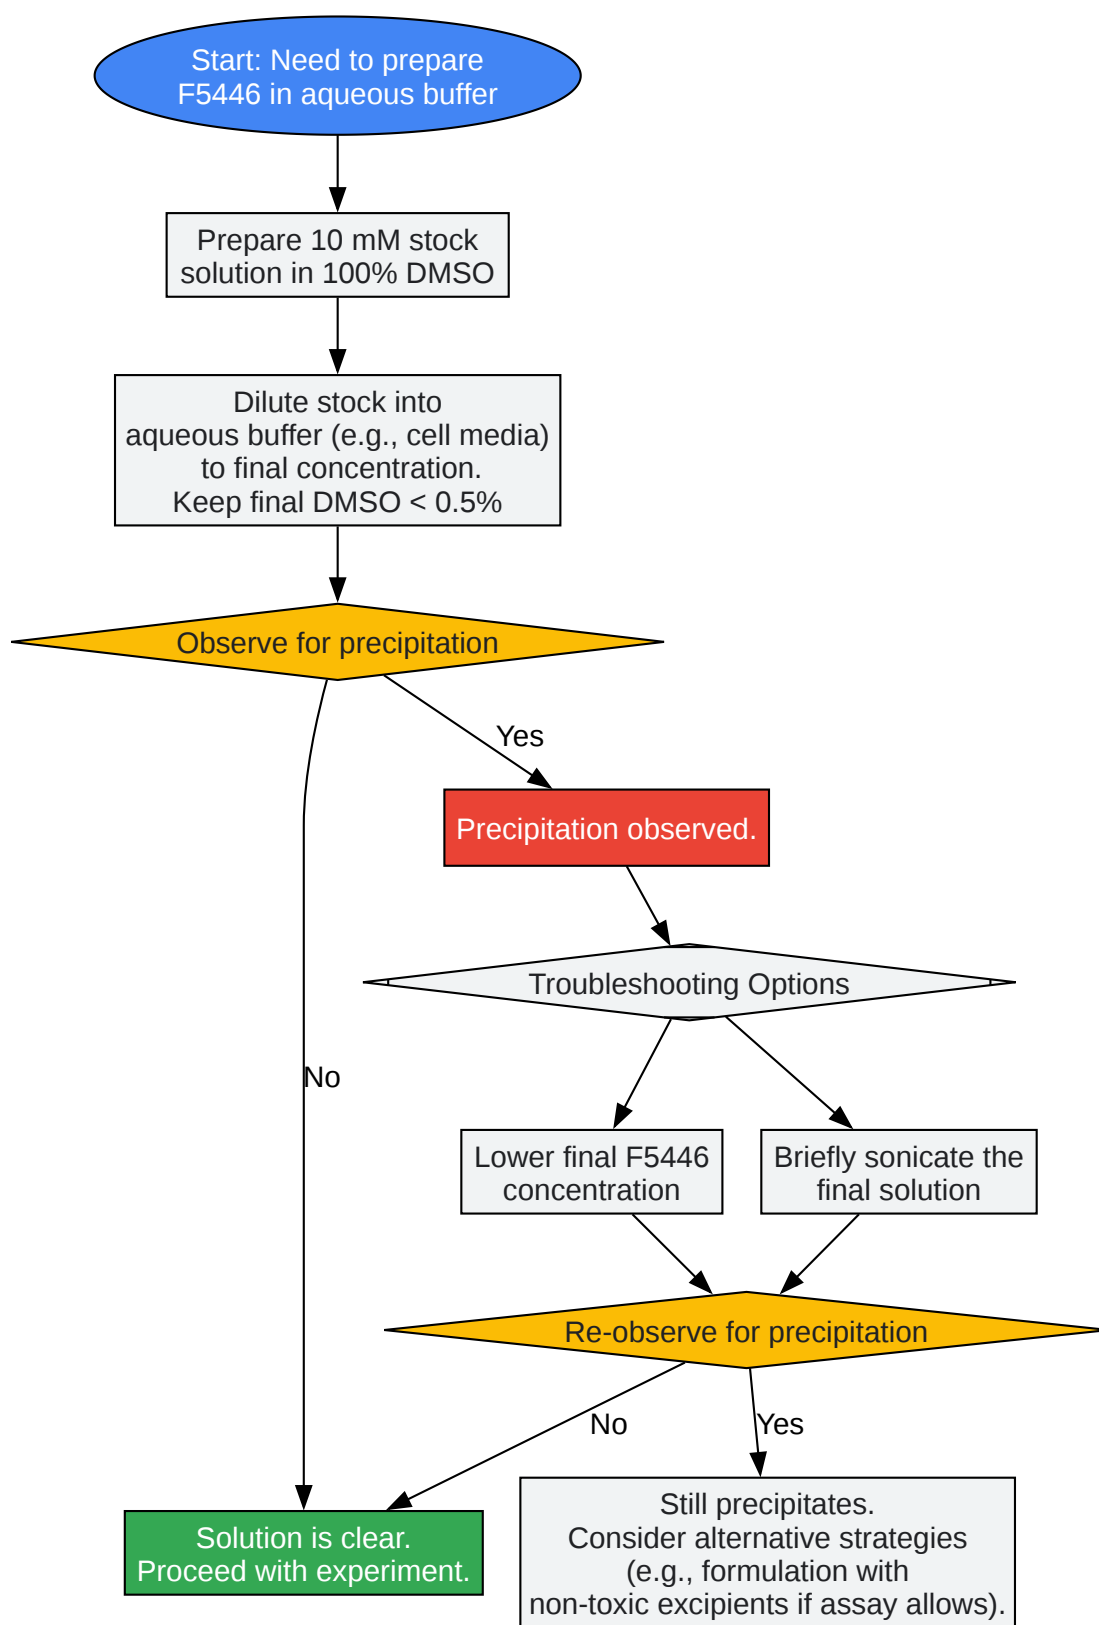 Start: Need to prepare
F5446 in aqueous buffer
Prepare 10 mM stock
solution in 100% DMSO
Dilute stock into
aqueous buffer (e.g., cell media)
to final concentration.
Keep final DMSO < 0.5%
Observe for precipitation
Yes
Precipitation observed.
Troubleshooting Options
No
Lower final F5446
concentration
Briefly sonicate the
final solution
Re-observe for precipitation
No
Yes
Solution is clear.
Proceed with experiment.
Still precipitates.
Consider alternative strategies
(e.g., formulation with
non-toxic excipients if assay allows).